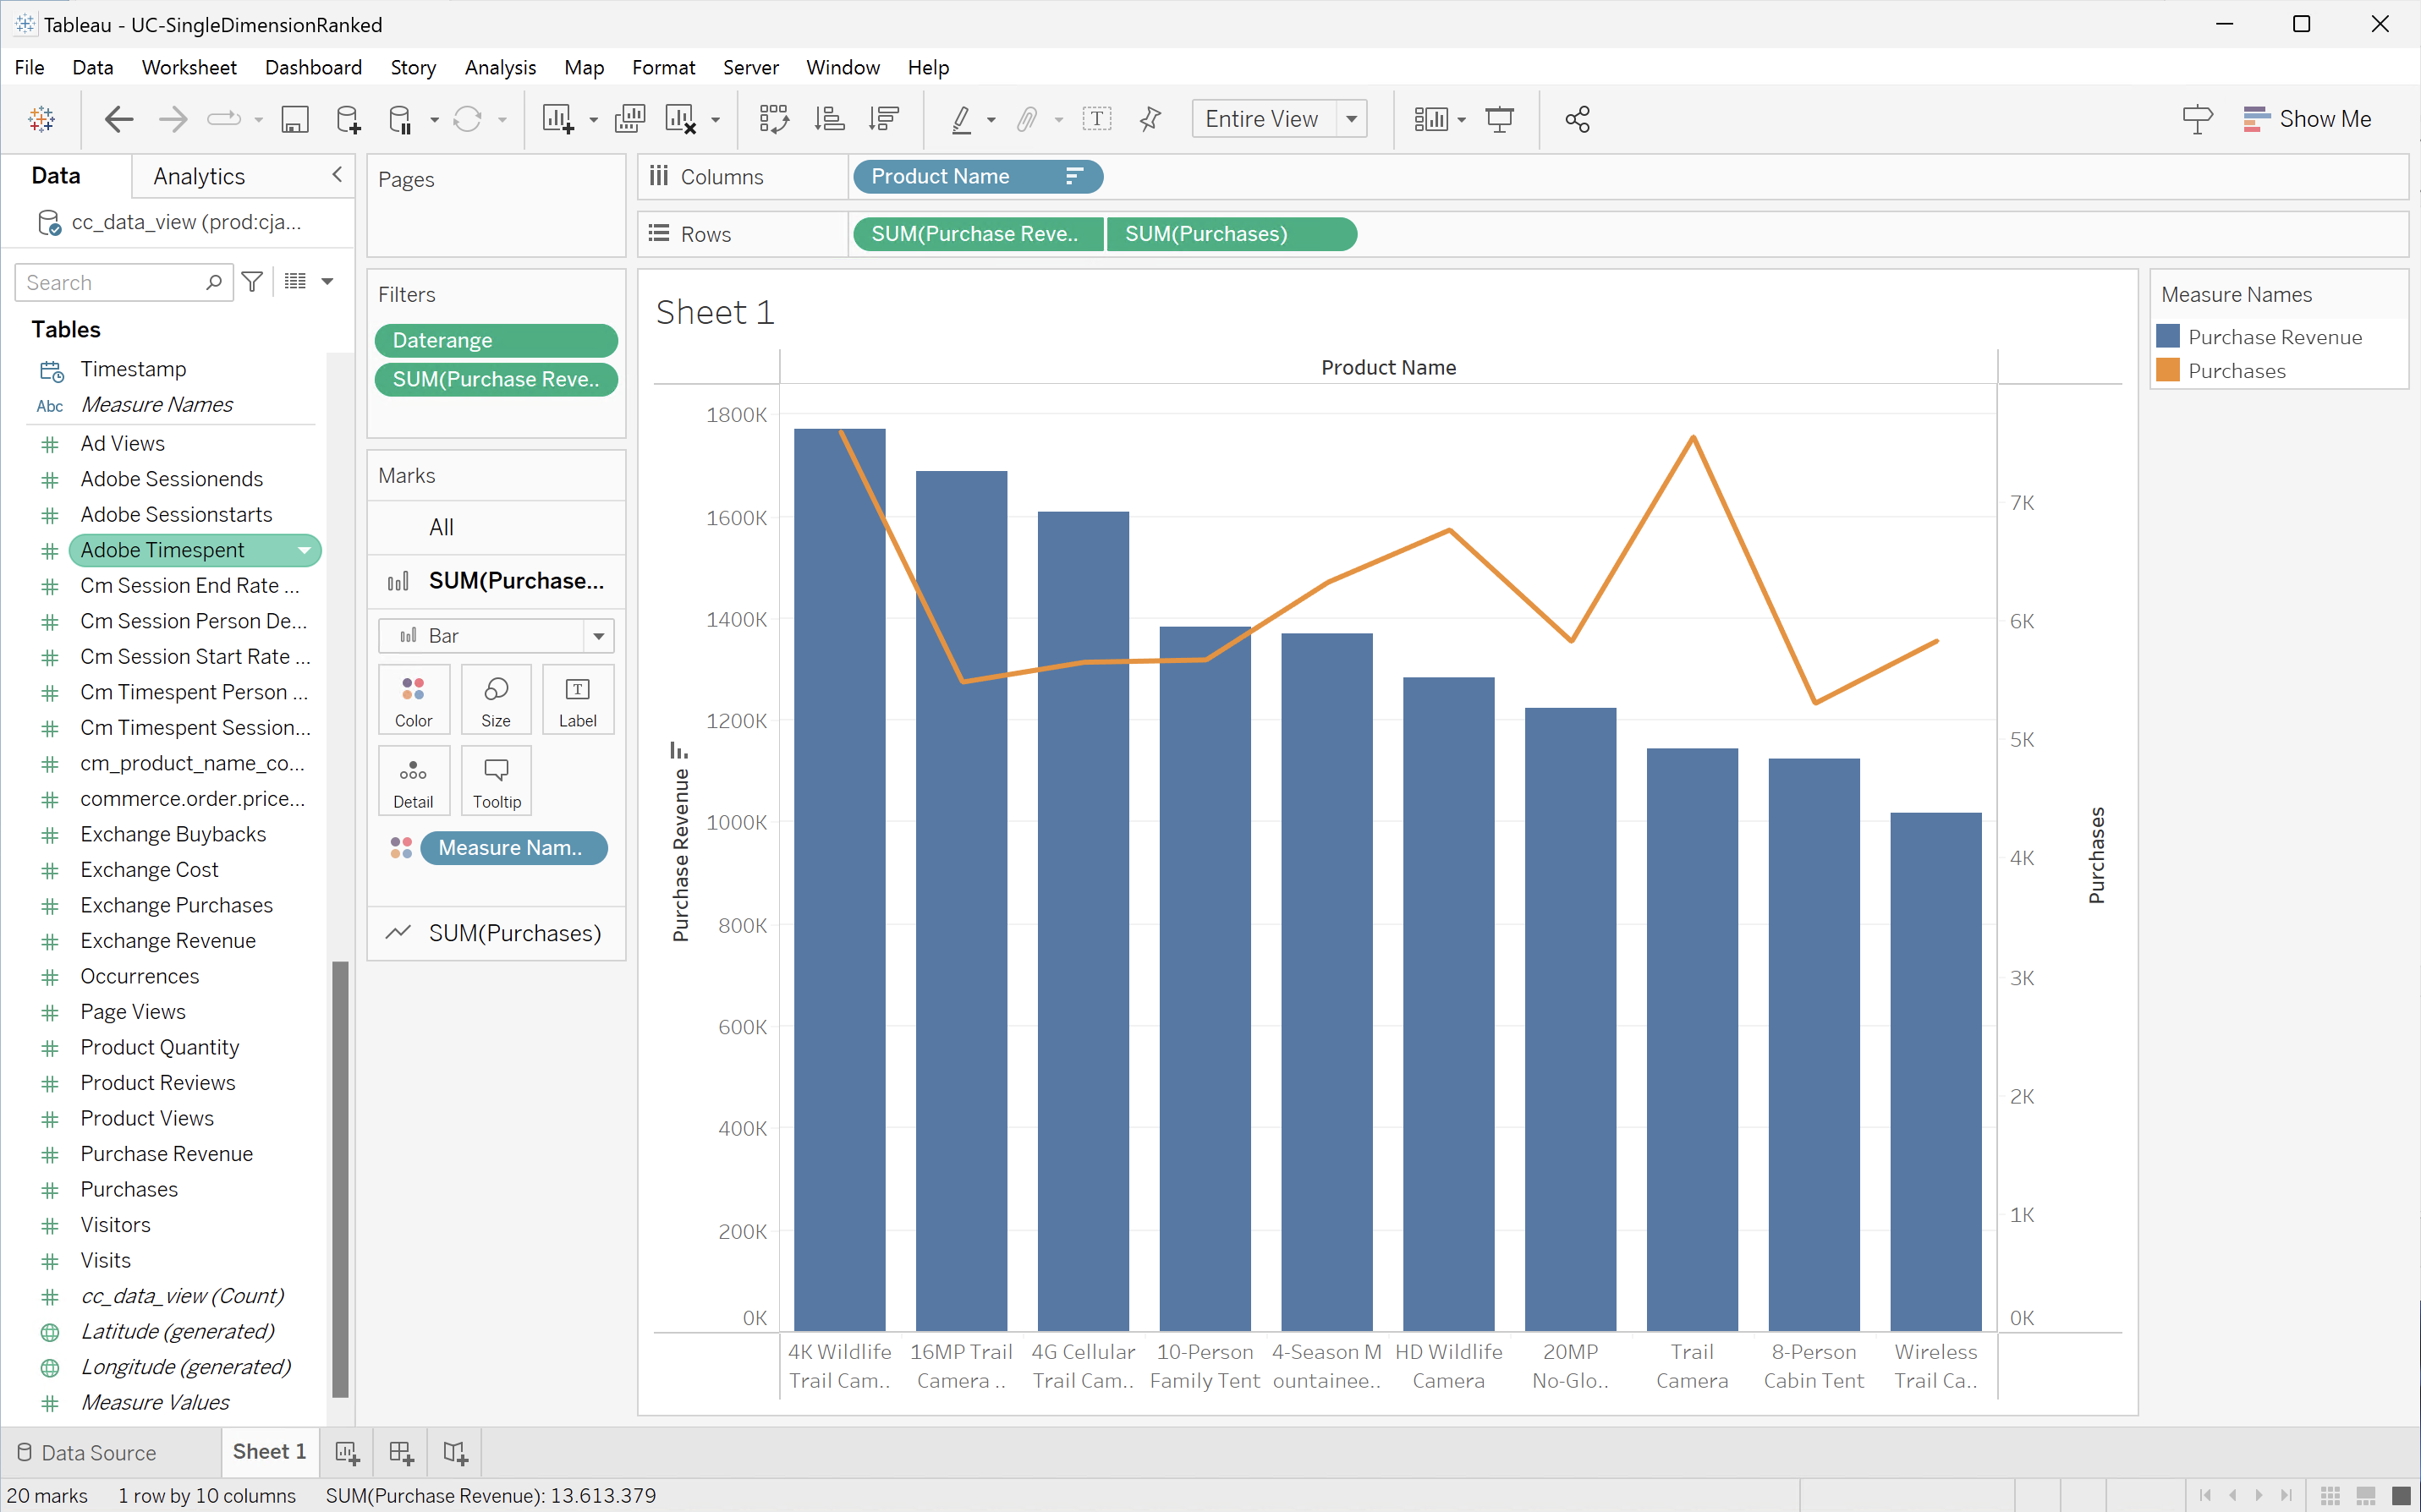 Tableau - UC-SingleDimensionRanked
File Data Worksheet Dashboard Story Analysis Map Format Server Window Help
Entire View
Show Me
Data
Analytics
cc_data_view (prod:cja...
Search
Tables
Timestamp
Abc Measure Names
Ad Views
Adobe Sessionends
Adobe Sessionstarts
Adobe Timespent
Cm Session End Rate ...
Cm Session Person De...
Cm Session Start Rate ...
Cm Timespent Person ...
Cm Timespent Session...
cm_product_name_co...
commerce.order.price...
Exchange Buybacks
Exchange Cost
Exchange Purchases
Exchange Revenue
Occurrences
Page Views
Product Quantity
Product Reviews
Product Views
Purchase Revenue
Purchases
Visitors
Visits
cc_data_view (Count)
Latitude (generated)
Longitude (generated)
Measure Values
Pages
Filters
Daterange
SUM(Purchase Reve..
Marks
All
SUM(Purchase...
Bar
Color Size Label
Detail Tooltip
Measure Nam..
SUM(Purchases)
Columns
Product Name
Rows
SUM(Purchase Reve.. SUM(Purchases)
Sheet 1
Product Name
Purchase Revenue
1800K
1600K
1400K
1200K
1000K
800K
600K
400K
200K
0K
7K
6K
5K
4K
3K
2K
1K
0K
Purchases
4K Wildlife
Trail Cam..
16MP Trail
Camera ..
4G Cellular
Trail Cam..
10-Person
Family Tent
4-Season M
ountainee..
HD Wildlife
Camera
20MP
No-Glo..
Trail
Camera
8-Person
Cabin Tent
Wireless
Trail Ca..
Measure Names
Purchase Revenue
Purchases
Data Source
Sheet 1
20 marks 1 row by 10 columns SUM(Purchase Revenue): 13.613.379